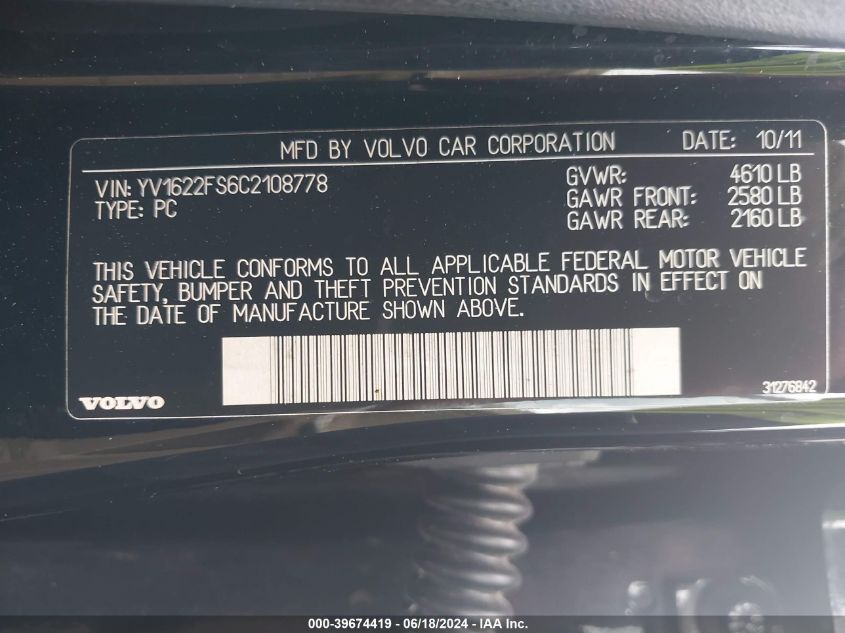 MFD BY VOLVO CAR CORPORATION DATE: 10/11
VIN: YV1622FS6C2108778 GVWR: 4610 LB
TYPE: PC GAWR FRONT: 2580 LB
GAWR REAR: 2160 LB
THIS VEHICLE CONFORMS TO ALL APPLICABLE FEDERAL MOTOR VEHICLE
SAFETY, BUMPER AND THEFT PREVENTION STANDARDS IN EFFECT ON
THE DATE OF MANUFACTURE SHOWN ABOVE.
VOLVO 31276842
000-39674419 - 06/18/2024 - IAA Inc.